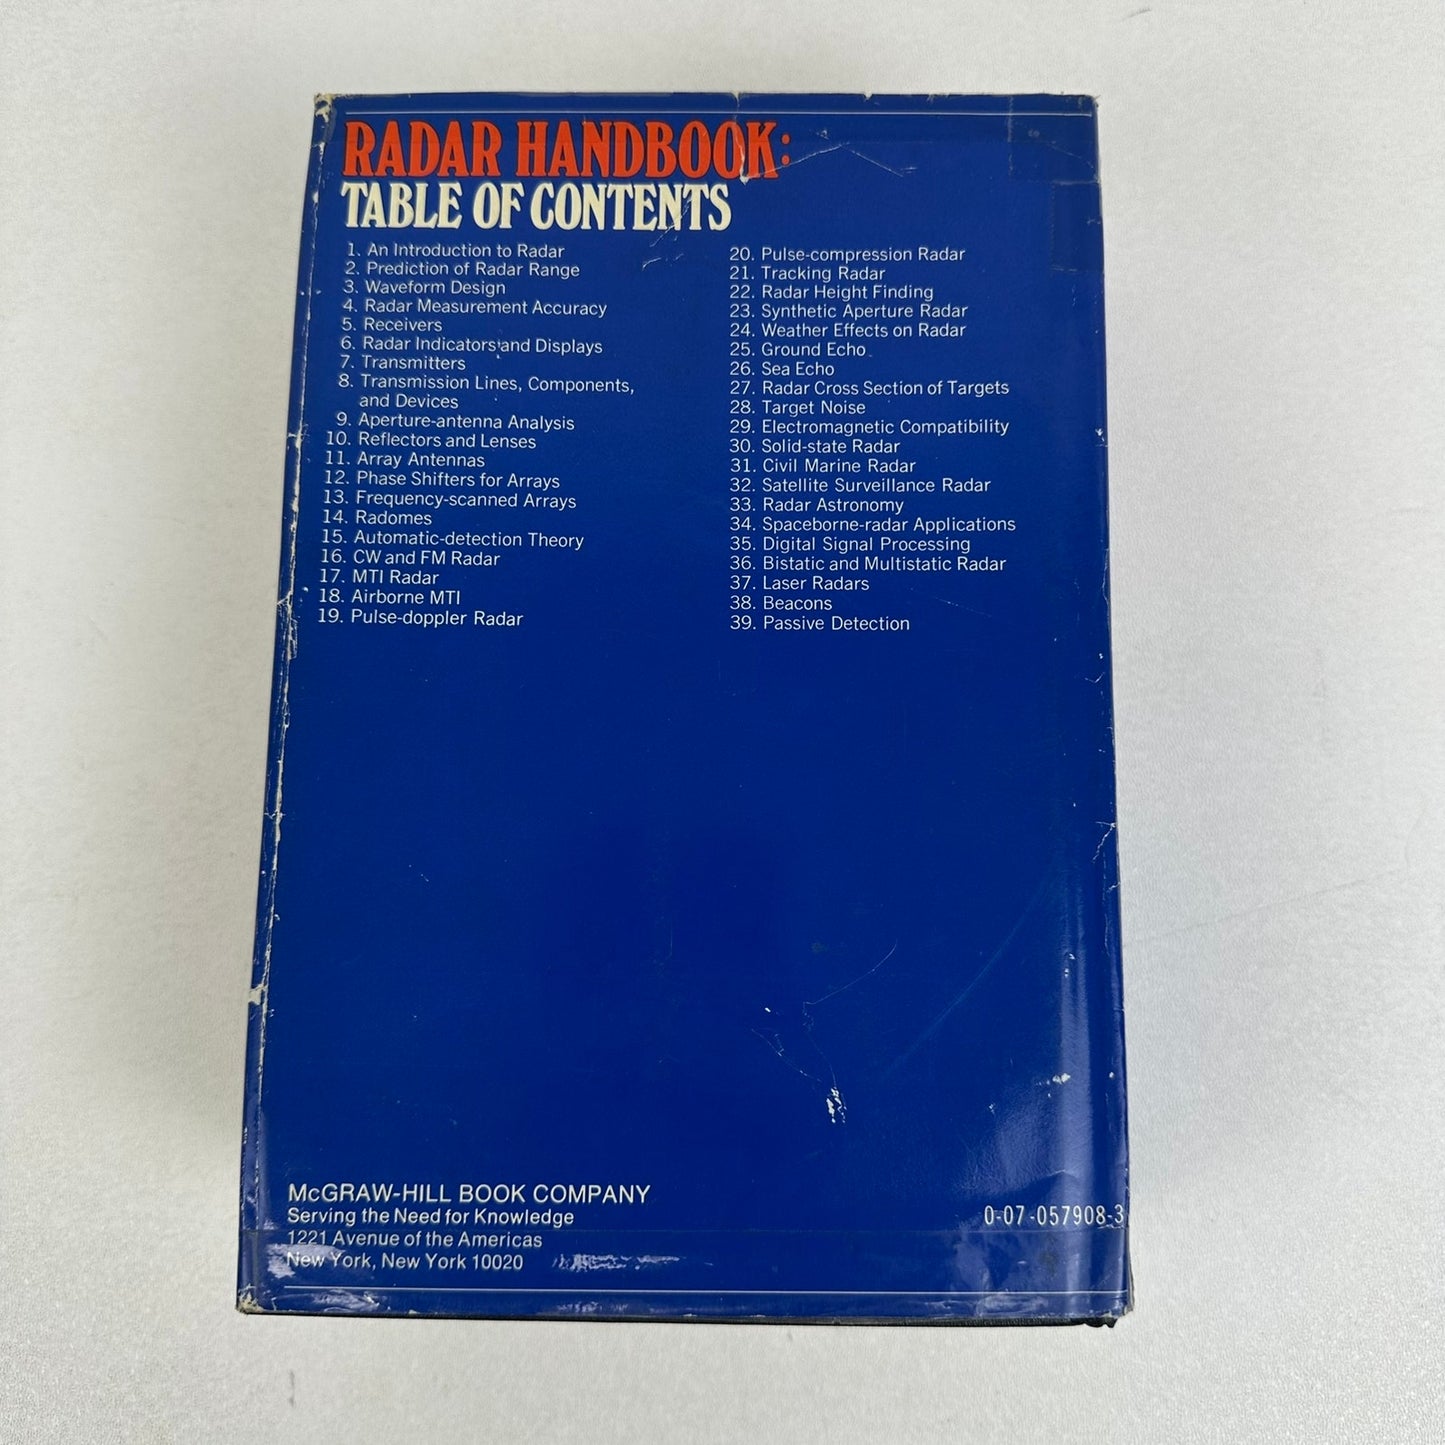 RADAR HANDBOOK:
TABLE OF CONTENTS
1. An Introduction to Radar
2. Prediction of Radar Range
3. Waveform Design
4. Radar Measurement Accuracy
5. Receivers
6. Radar Indicators and Displays
7. Transmitters
8. Transmission Lines, Components,
and Devices
9. Aperture-antenna Analysis
10. Reflectors and Lenses
11. Array Antennas
12. Phase Shifters for Arrays
13. Frequency-scanned Arrays
14. Radomes
15. Automatic-detection Theory
16. CW and FM Radar
17. MTI Radar
18. Airborne MTI
19. Pulse-doppler Radar
20. Pulse-compression Radar
21. Tracking Radar
22. Radar Height Finding
23. Synthetic Aperture Radar
24. Weather Effects on Radar
25. Ground Echo
26. Sea Echo
27. Radar Cross Section of Targets
28. Target Noise
29. Electromagnetic Compatibility
30. Solid-state Radar
31. Civil Marine Radar
32. Satellite Surveillance Radar
33. Radar Astronomy
34. Spaceborne-radar Applications
35. Digital Signal Processing
36. Bistatic and Multistatic Radar
37. Laser Radars
38. Beacons
39. Passive Detection
McGRAW-HILL BOOK COMPANY
Serving the Need for Knowledge
1221 Avenue of the Americas
New York, New York 10020
0-07-057908-3